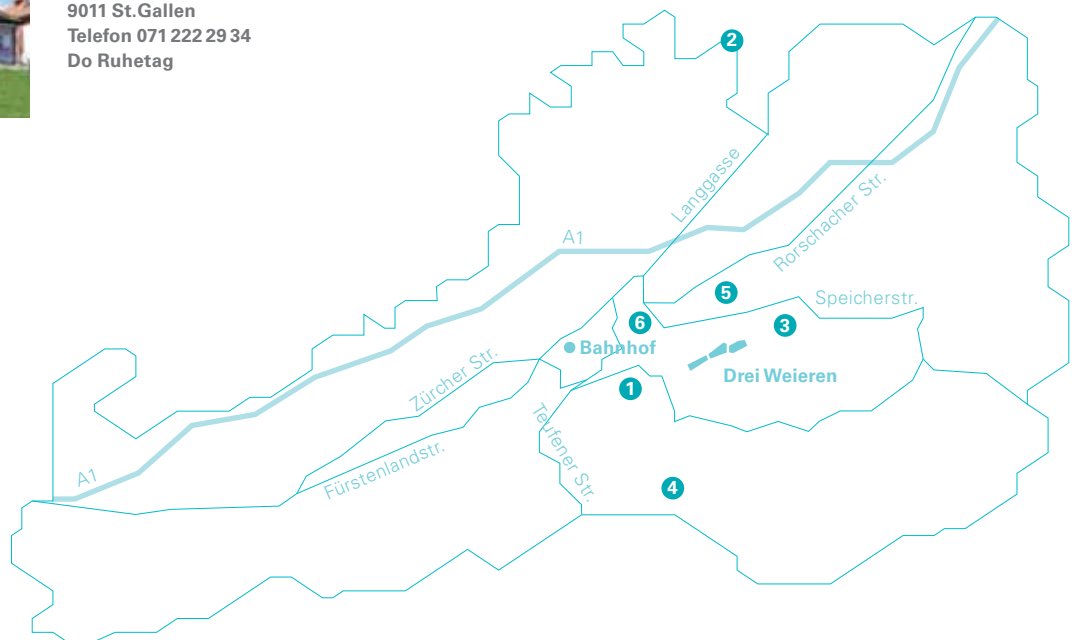 9011 St.Gallen
Telefon 071 222 29 34
Do Ruhetag
2
Langgasse
Rorschacher Str.
A1
5
Speicherstr.
6
3
Bahnhof
Drei Weieren
Zürcher Str.
1
Teufener Str.
Fürstenlandstr.
A1
4